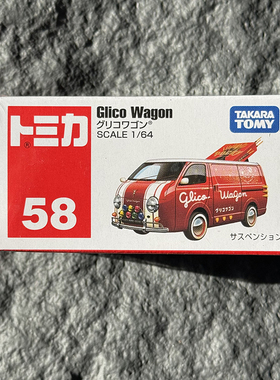 トミカ®
58
Glico Wagon
グリコワゴン®
SCALE 1/64
TAKARA
TOMY
Glico Wagon
グリコワゴン
サスペンション